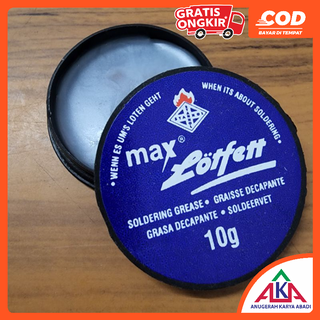 GRATIS
ONGKIR
COD
BAYAR DI TEMPAT
• WENN ES UM'S LÖTEN GEHT
WHEN ITS ABOUT SOLDERING •
max®
Lötfett
SOLDERING GREASE • GRAISSE DECAPANTE
GRASA DECAPANTE • SOLDEERVET
10g
AKA
ANUGERAH KARYA ABADI